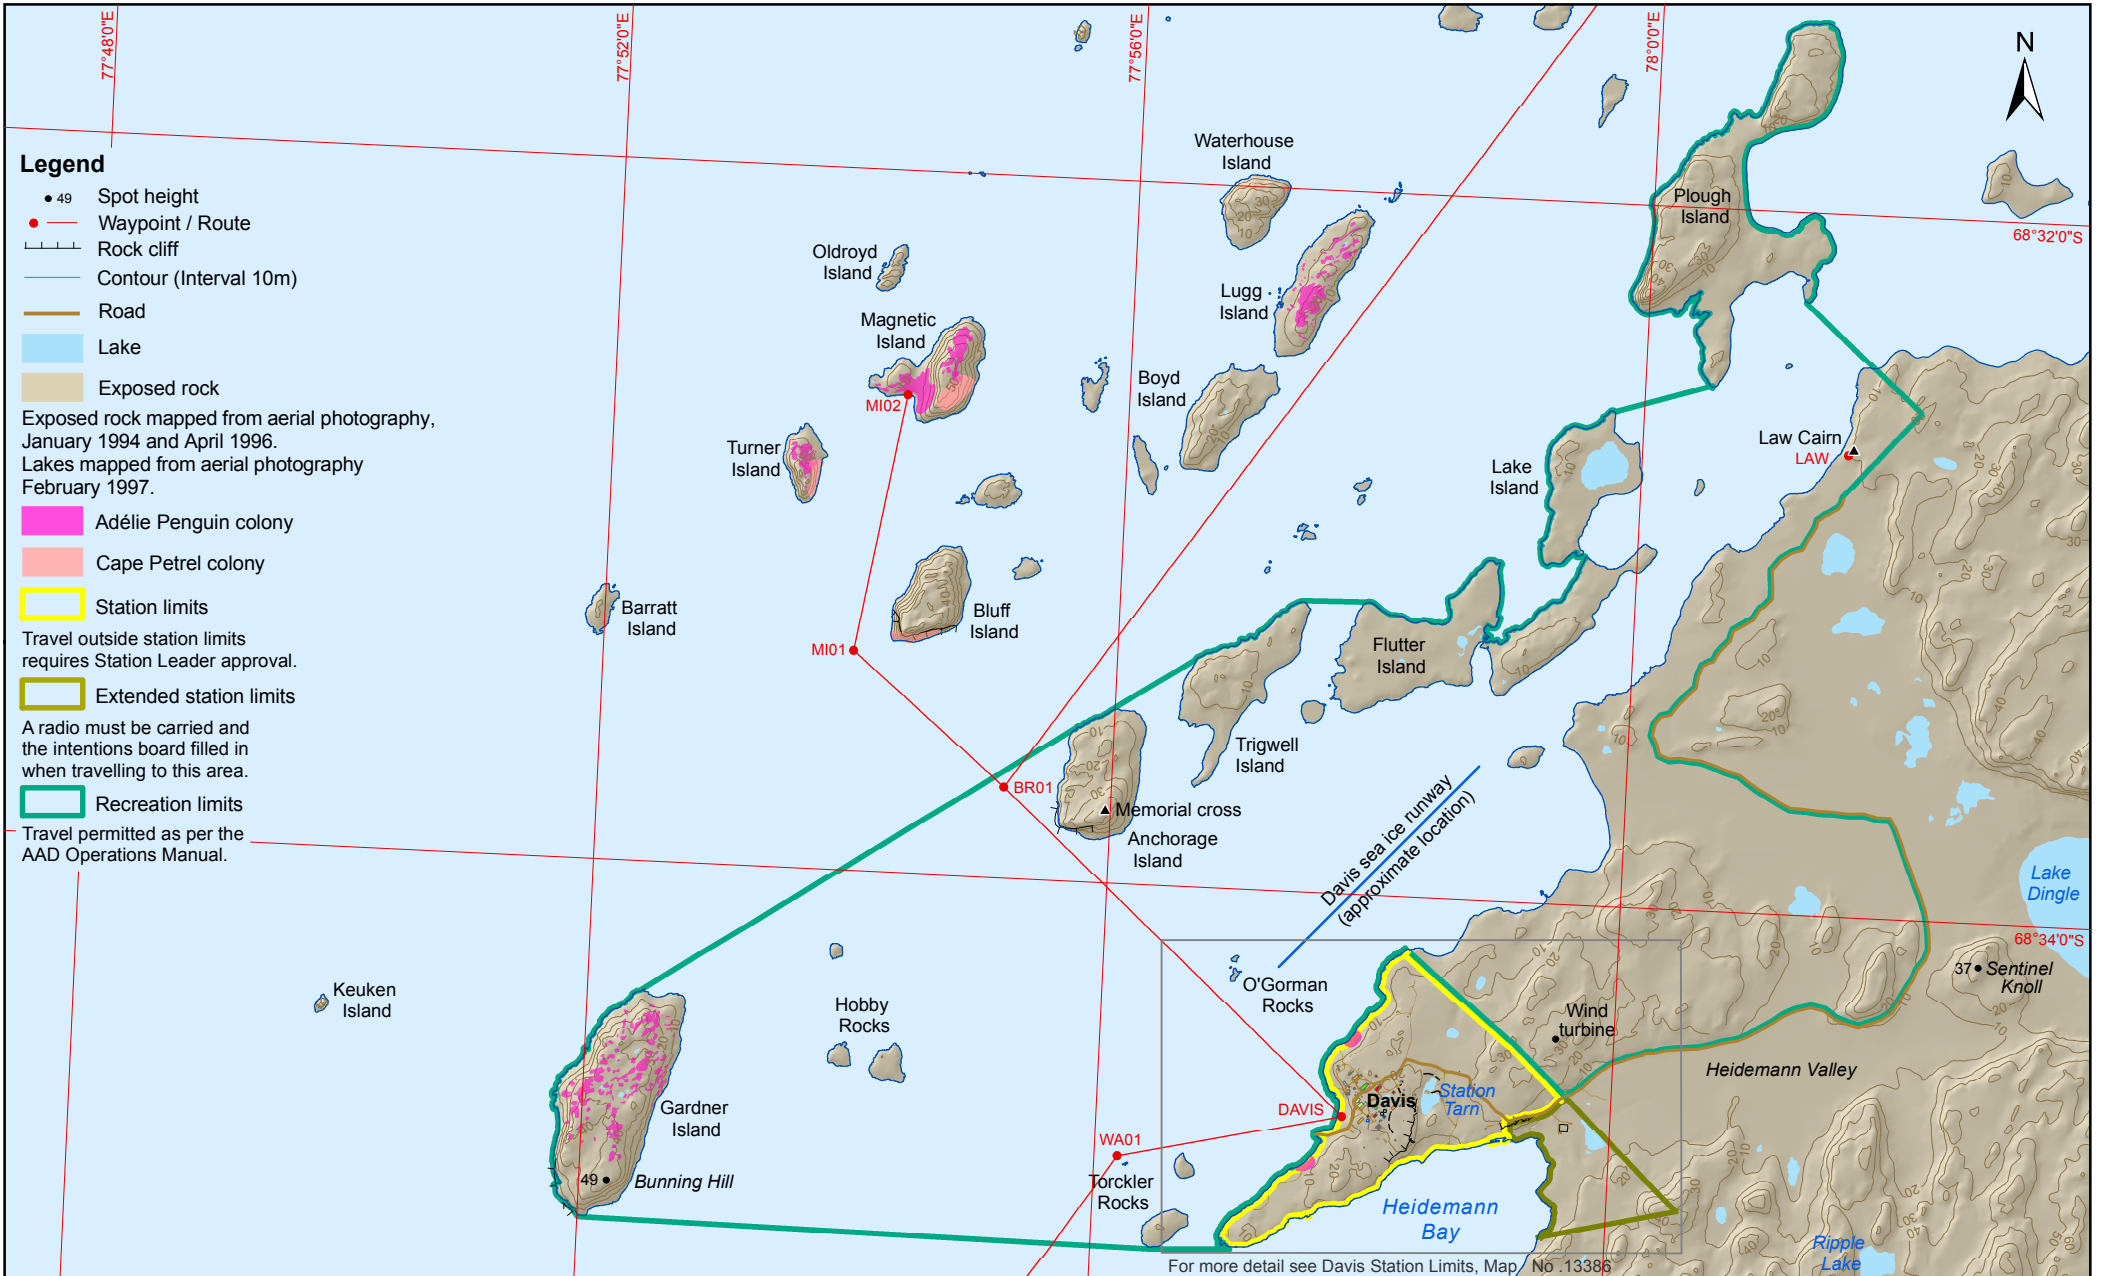 77°48'0"E
77°52'0"E
77°56'0"E
78°0'0"E
N
Legend
49 Spot height
Waypoint / Route
Rock cliff
Contour (Interval 10m)
Road
Lake
Exposed rock
Exposed rock mapped from aerial photography,
January 1994 and April 1996.
Lakes mapped from aerial photography
February 1997.
Adélie Penguin colony
Cape Petrel colony
Station limits
Travel outside station limits
requires Station Leader approval.
Extended station limits
A radio must be carried and
the intentions board filled in
when travelling to this area.
Recreation limits
Travel permitted as per the
AAD Operations Manual.
Waterhouse
Island
Plough
Island
68°32'0"S
Oldroyd
Island
Lugg
Island
Magnetic
Island
MI02
Boyd
Island
Turner
Island
Law Cairn
LAW
Lake
Island
Barratt
Island
Bluff
Island
MI01
Flutter
Island
Trigwell
Island
BR01
Memorial cross
Anchorage
Island
Davis sea ice runway
(approximate location)
Lake
Dingle
68°34'0"S
37 Sentinel
Knoll
Keuken
Island
Hobby
Rocks
O'Gorman
Rocks
Wind
turbine
Heidemann Valley
Station
Tarn
Davis
DAVIS
Gardner
Island
WA01
49 Bunning Hill
Torckler
Rocks
Heidemann
Bay
Ripple
Lake
For more detail see Davis Station Limits, Map No .13386